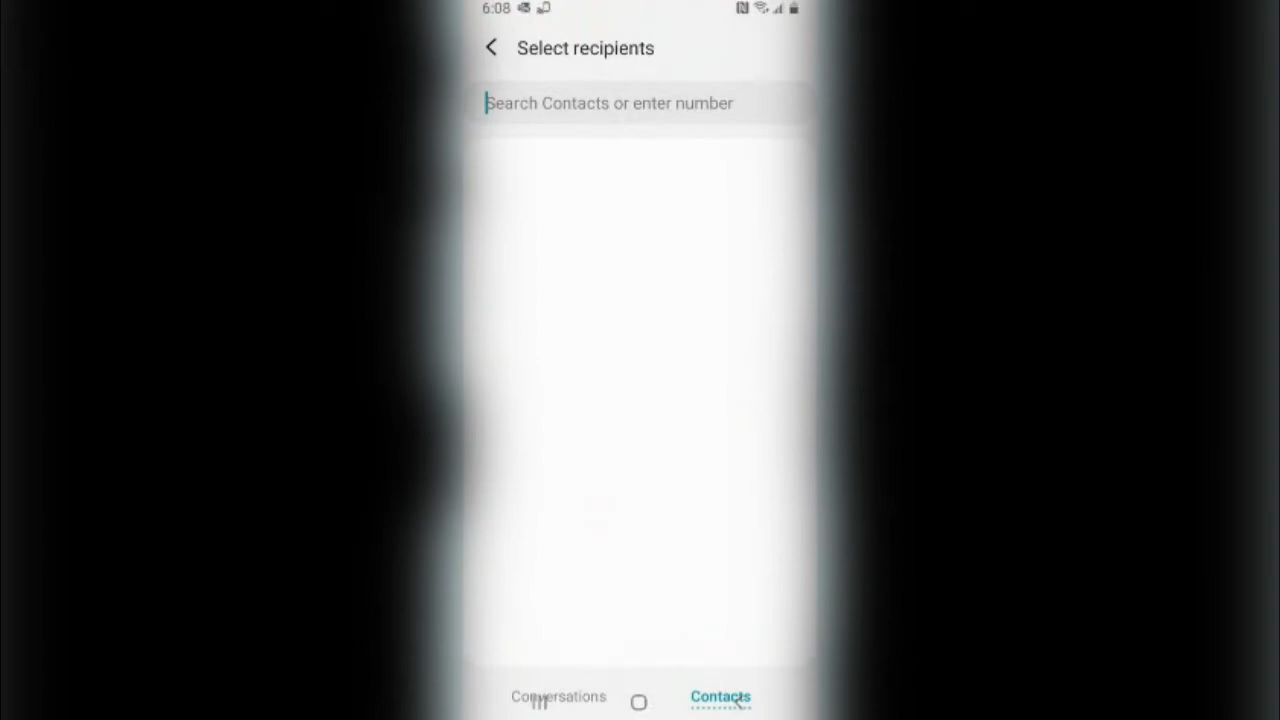 6:08
Select recipients
Search Contacts or enter number
Conversations
Contacts